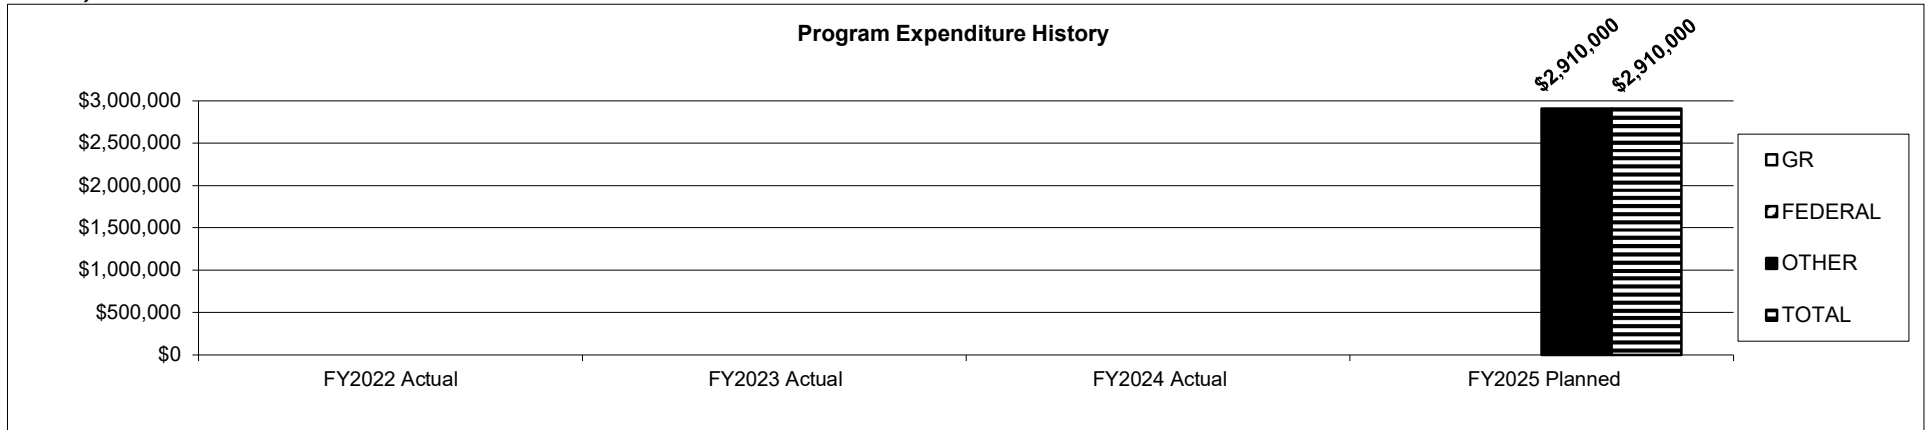 Program Expenditure History
$2,910,000
$2,910,000
$3,000,000
$2,500,000
$2,000,000
$1,500,000
$1,000,000
$500,000
$0
FY2022 Actual
FY2023 Actual
FY2024 Actual
FY2025 Planned
GR
FEDERAL
OTHER
TOTAL